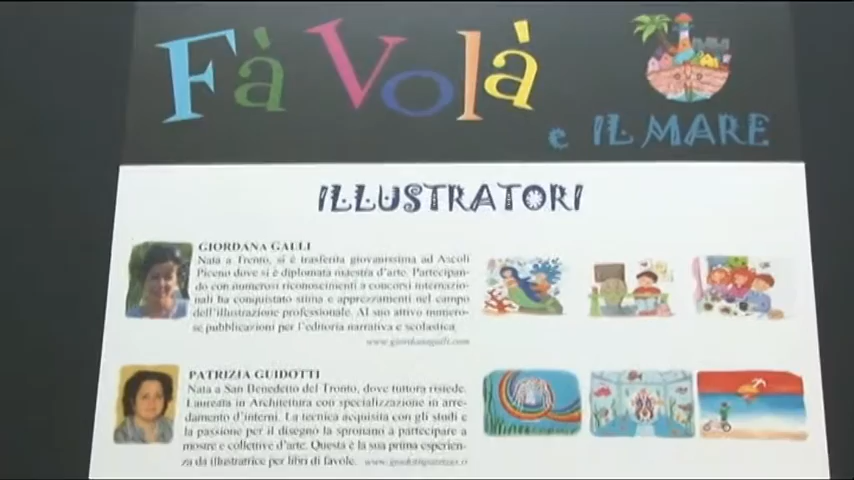 Fà Volà
e IL MARE
ILLUSTRATORI
GIORDANA GALLI
Nata a Trento, si è trasferita giovanissima ad Ascoli
Piceno dove si è diplomata maestra d'arte. Partecipan-
do con numerosi riconoscimenti a concorsi internazio-
nali ha conquistato stima e apprezzamenti nel campo
dell'illustrazione professionale. Al suo attivo numero-
se pubblicazioni per l'editoria narrativa e scolastica.
www.giordanagalli.com
PATRIZIA GUIDOTTI
Nata a San Benedetto del Tronto, dove tuttora risiede.
Laureata in Architettura con specializzazione in arre-
damento d'interni. La tecnica acquisita con gli studi e
la passione per il disegno la spronano a partecipare a
mostre e collettive d'arte. Questa è la sua prima esperien-
za da illustratrice per libri di favole.